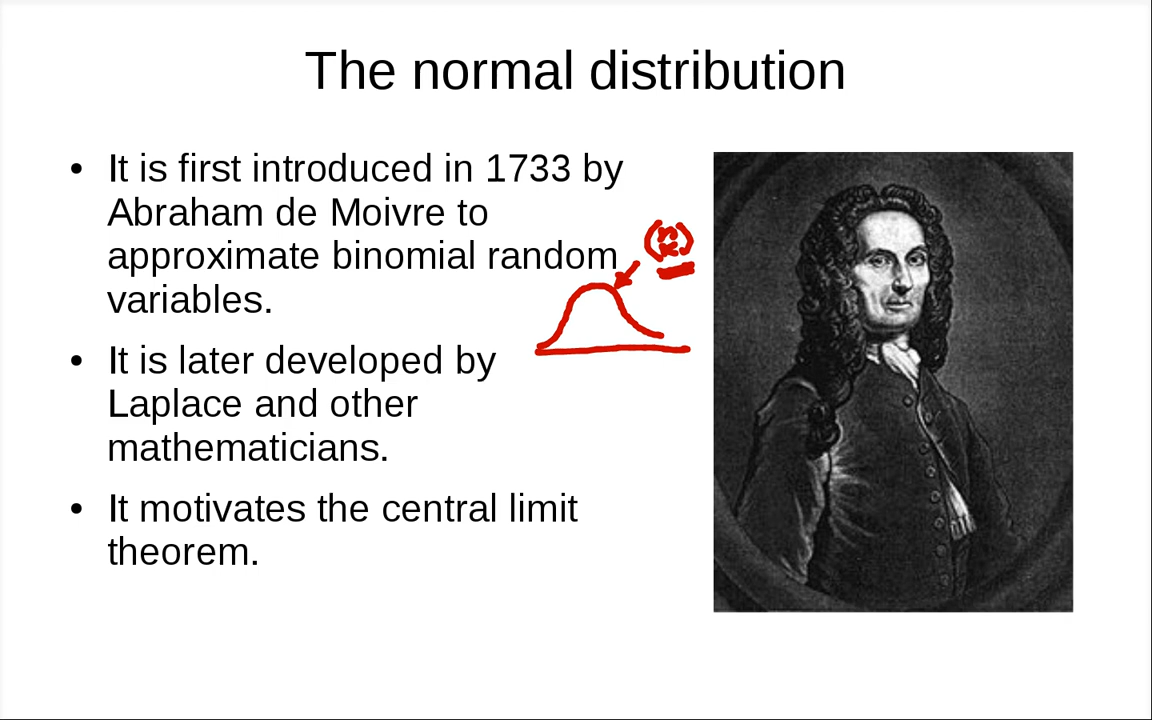 The normal distribution
• It is first introduced in 1733 by
Abraham de Moivre to
approximate binomial random
variables.
• It is later developed by
Laplace and other
mathematicians.
• It motivates the central limit
theorem.